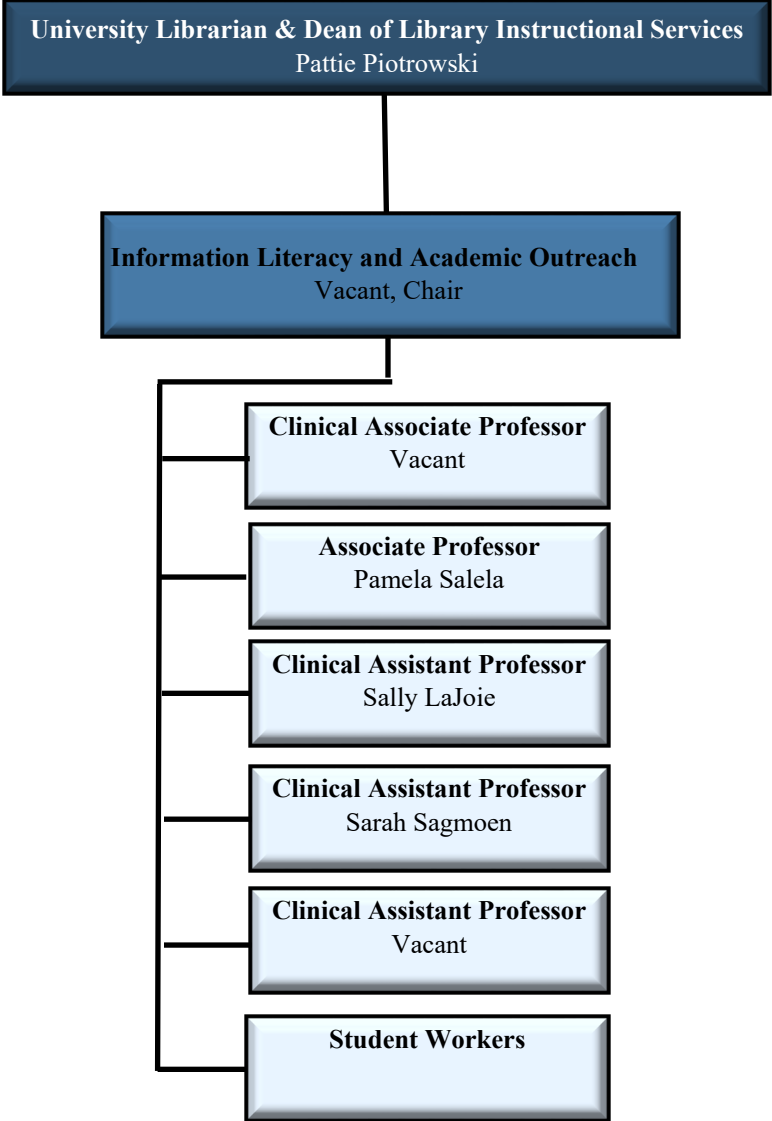 University Librarian & Dean of Library Instructional Services
Pattie Piotrowski
Information Literacy and Academic Outreach
Vacant, Chair
Clinical Associate Professor
Vacant
Associate Professor
Pamela Salela
Clinical Assistant Professor
Sally LaJoie
Clinical Assistant Professor
Sarah Sagmoen
Clinical Assistant Professor
Vacant
Student Workers